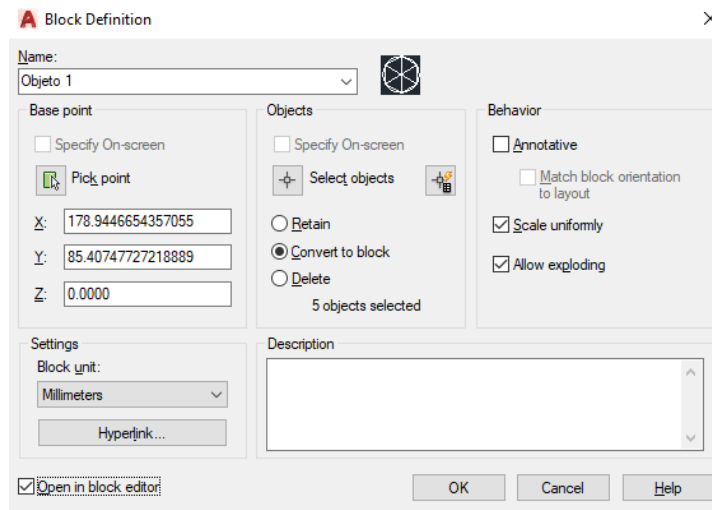 Block Definition
Name:
Objeto 1
Base point
Specify On-screen
Pick point
X: 178.9446654357055
Y: 85.40747727218889
Z: 0.0000
Objects
Specify On-screen
Select objects
Retain
Convert to block
Delete
5 objects selected
Behavior
Annotative
Match block orientation
to layout
Scale uniformly
Allow exploding
Settings
Block unit:
Millimeters
Hyperlink...
Description
Open in block editor
OK
Cancel
Help